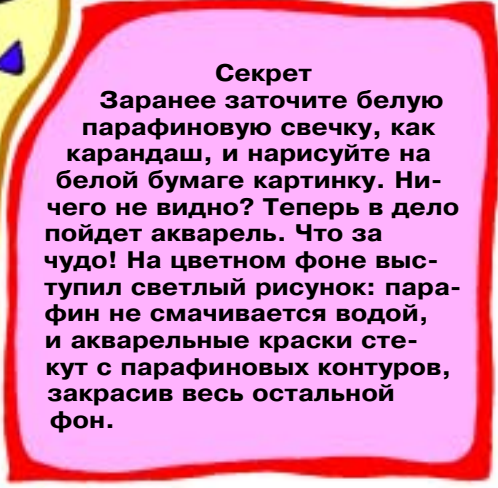 Секрет
Заранее заточите белую
парафиновую свечку, как
карандаш, и нарисуйте на
белой бумаге картинку. Ни-
чего не видно? Теперь в дело
пойдет акварель. Что за
чудо! На цветном фоне выс-
тупил светлый рисунок: пара-
фин не смачивается водой,
и акварельные краски сте-
кут с парафиновых контуров,
закрасив весь остальной
фон.